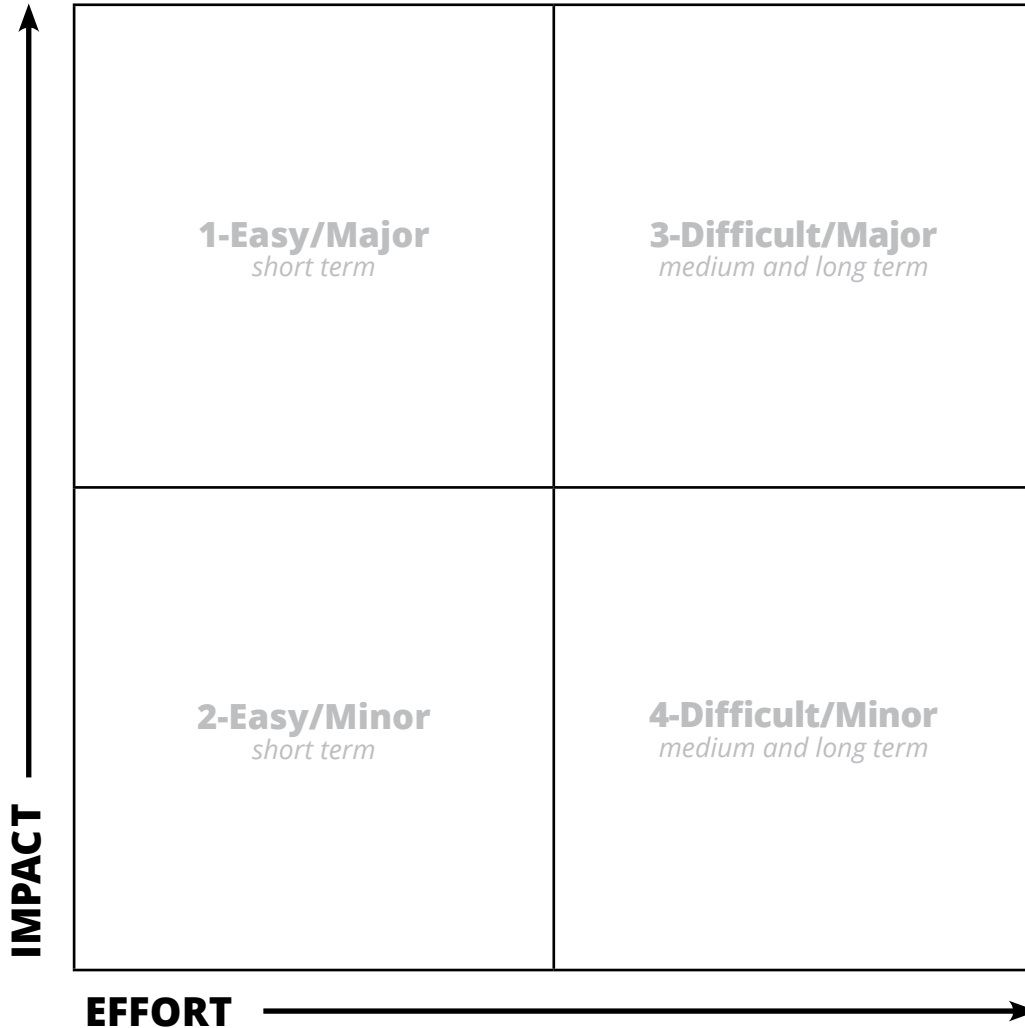 1-Easy/Major
short term
3-Difficult/Major
medium and long term
2-Easy/Minor
short term
4-Difficult/Minor
medium and long term
IMPACT
EFFORT